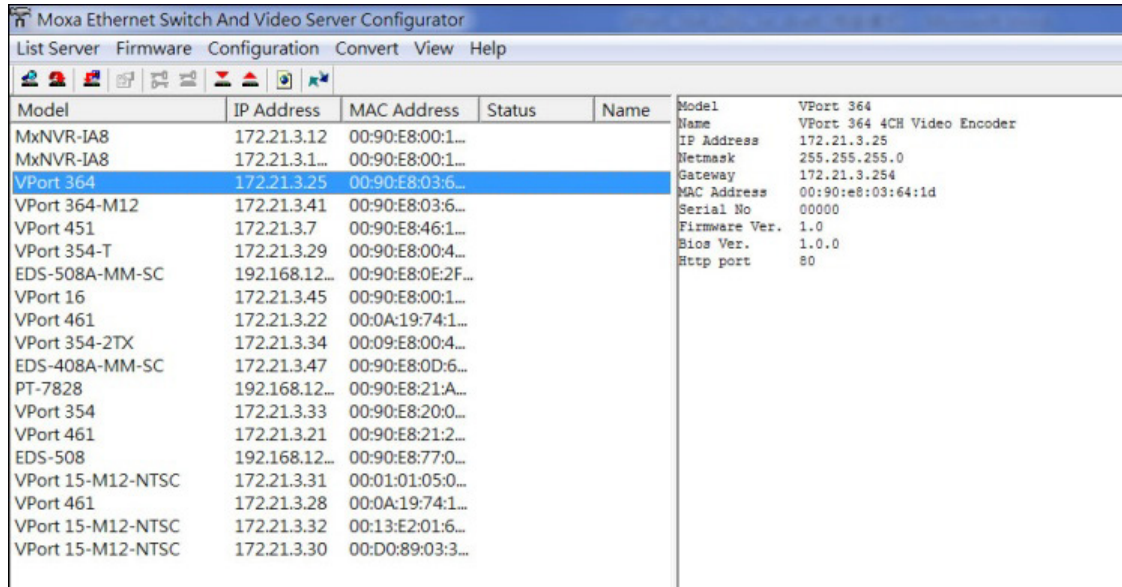 Moxa Ethernet Switch And Video Server Configurator
List Server Firmware Configuration Convert View Help
Model IP Address MAC Address Status Name
MxNVR-IA8 172.21.3.12 00:90:E8:00:1...
MxNVR-IA8 172.21.3.1... 00:90:E8:00:1...
VPort 364 172.21.3.25 00:90:E8:03:6...
VPort 364-M12 172.21.3.41 00:90:E8:03:6...
VPort 451 172.21.3.7 00:90:E8:46:1...
VPort 354-T 172.21.3.29 00:90:E8:00:4...
EDS-508A-MM-SC 192.168.12... 00:90:E8:0E:2F...
VPort 16 172.21.3.45 00:90:E8:00:1...
VPort 461 172.21.3.22 00:0A:19:74:1...
VPort 354-2TX 172.21.3.34 00:09:E8:00:4...
EDS-408A-MM-SC 172.21.3.47 00:90:E8:0D:6...
PT-7828 192.168.12... 00:90:E8:21:A...
VPort 354 172.21.3.33 00:90:E8:20:0...
VPort 461 172.21.3.21 00:90:E8:21:2...
EDS-508 192.168.12... 00:90:E8:77:0...
VPort 15-M12-NTSC 172.21.3.31 00:01:01:05:0...
VPort 461 172.21.3.28 00:0A:19:74:1...
VPort 15-M12-NTSC 172.21.3.32 00:13:E2:01:6...
VPort 15-M12-NTSC 172.21.3.30 00:D0:89:03:3...
Model VPort 364
Name VPort 364 4CH Video Encoder
IP Address 172.21.3.25
Netmask 255.255.255.0
Gateway 172.21.3.254
MAC Address 00:90:e8:03:64:1d
Serial No 00000
Firmware Ver. 1.0
Bios Ver. 1.0.0
Http port 80